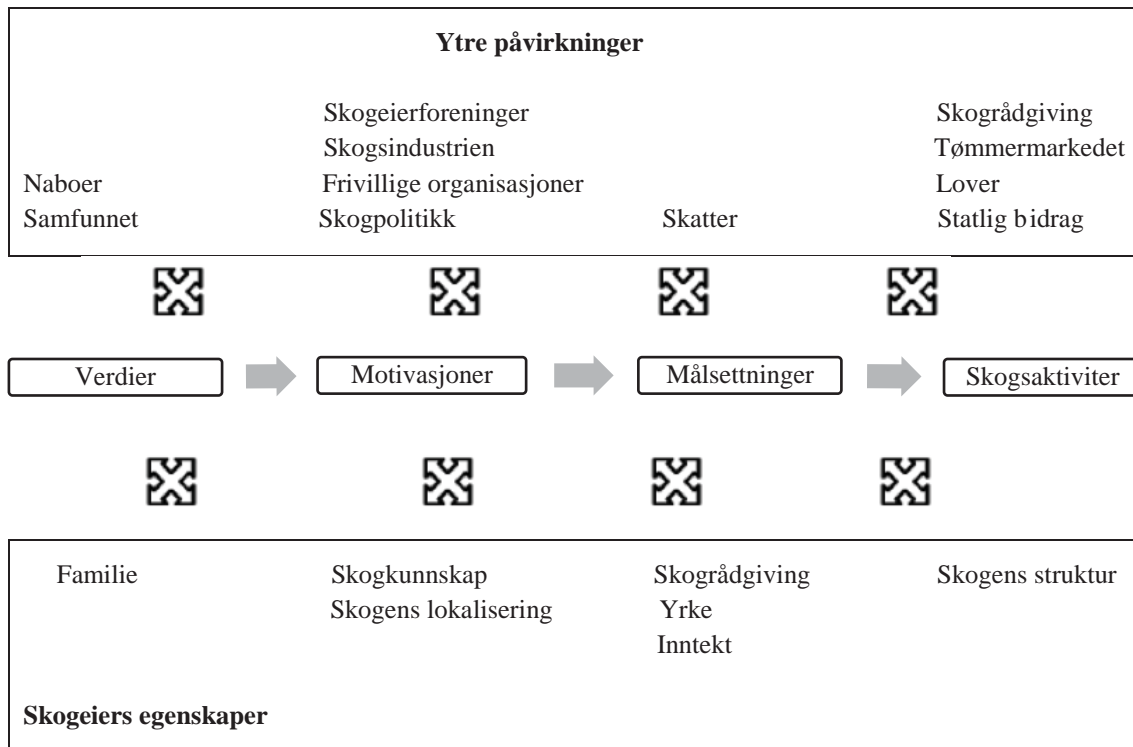 Ytre påvirkninger
Skogeierforeninger Skogrådgiving
Skogsindustrien Tømmermarkedet
Naboer Frivillige organisasjoner Lover
Samfunnet Skogpolitikk Skatter Statlig bidrag
Verdier Motivasjoner Målsettninger Skogsaktiviter
Familie Skogkunnskap Skogrådgiving Skogens struktur
Skogens lokalisering Yrke
Inntekt
Skogeiers egenskaper